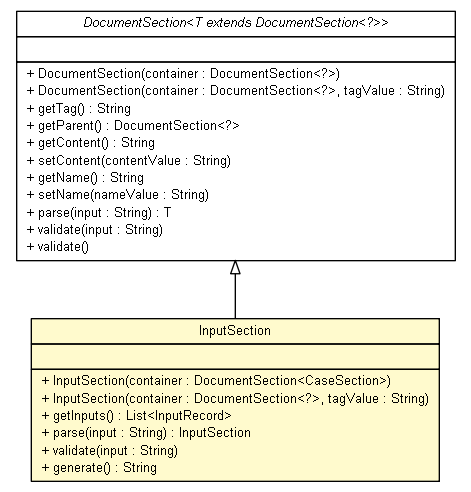 DocumentSection<T extends DocumentSection<?>>
+ DocumentSection(container : DocumentSection<?>)
+ DocumentSection(container : DocumentSection<?>, tagValue : String)
+ getTag() : String
+ getParent() : DocumentSection<?>
+ getContent() : String
+ setContent(contentValue : String)
+ getName() : String
+ setName(nameValue : String)
+ parse(input : String) : T
+ validate(input : String)
+ validate()
InputSection
+ InputSection(container : DocumentSection<CaseSection>)
+ InputSection(container : DocumentSection<?>, tagValue : String)
+ getInputs() : List<InputRecord>
+ parse(input : String) : InputSection
+ validate(input : String)
+ generate() : String